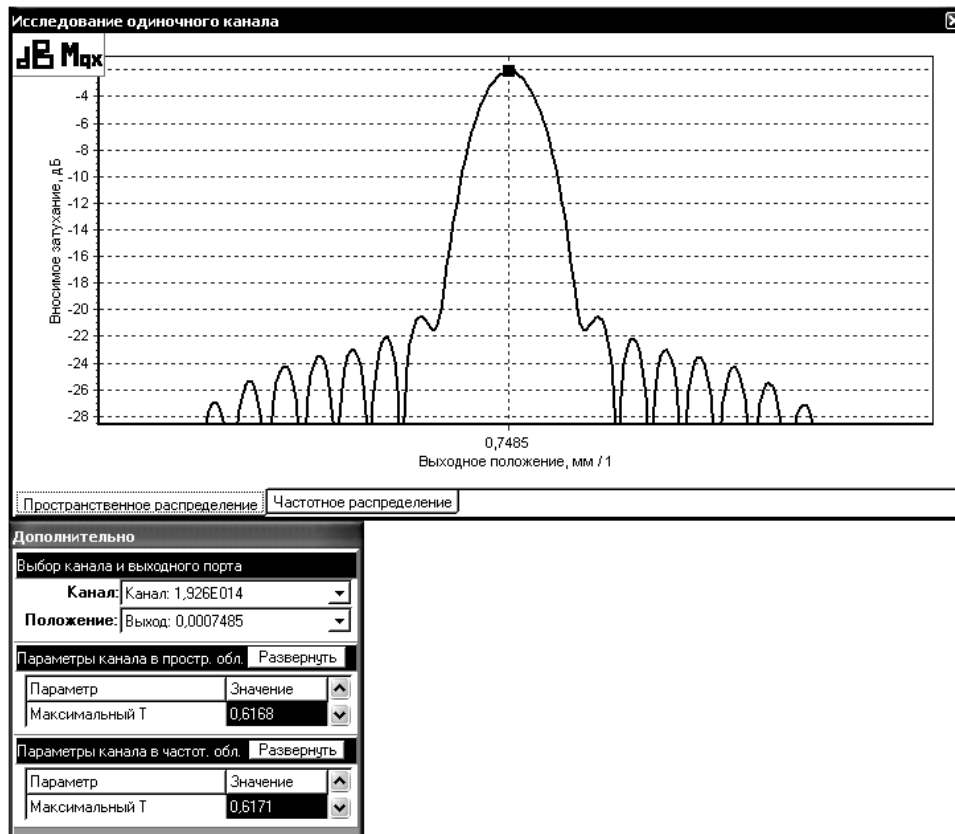 Исследование одиночного канала
dB Mqx
-4
-6
-8
-10
-12
-14
-16
-18
-20
-22
-24
-26
-28
Вносимое затухание, дБ
0,7485
Выходное положение, мм / 1
Пространственное распределение Частотное распределение
Дополнительно
Выбор канала и выходного порта
Канал: Канал: 1,926E014
Положение: Выход: 0,0007485
Параметры канала в простр. обл. Развернуть
Параметр Значение
Максимальный Т 0,6168
Параметры канала в частот. обл. Развернуть
Параметр Значение
Максимальный Т 0,6171